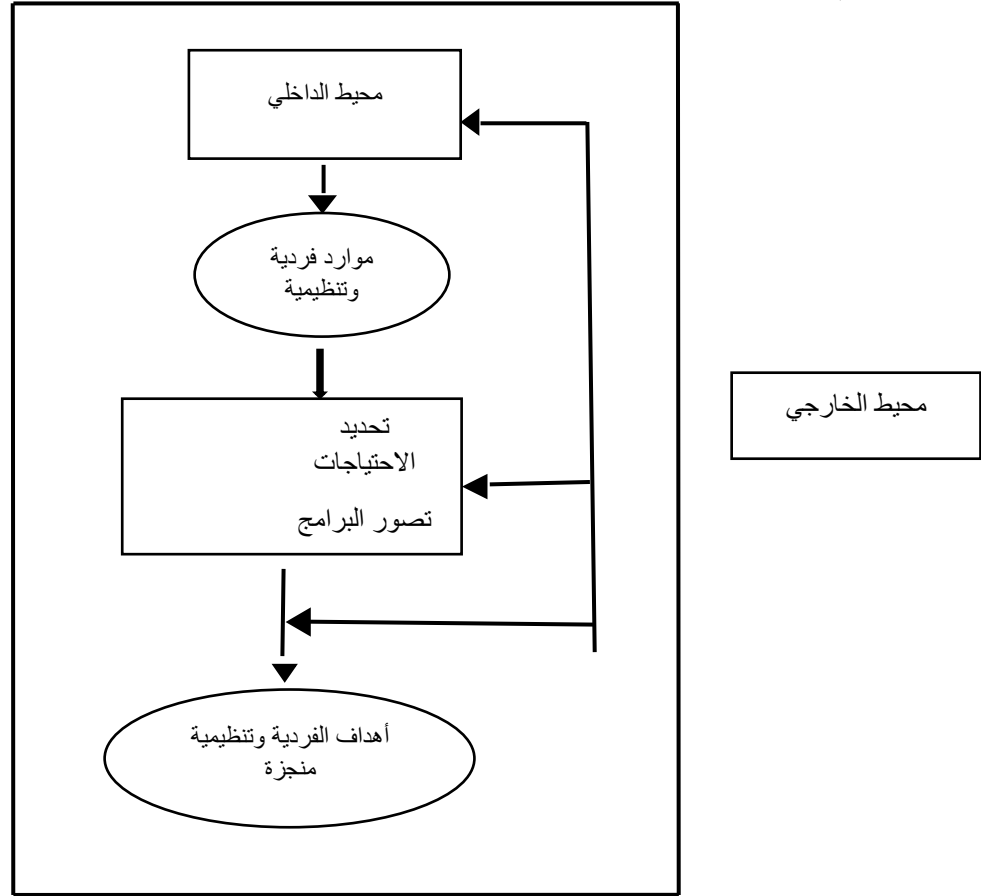 محيط الداخلي
موارد فردية
وتنظيمية
تحديد
الاحتياجات
تصور البرامج
محيط الخارجي
أهداف الفردية وتنظيمية
منجزة